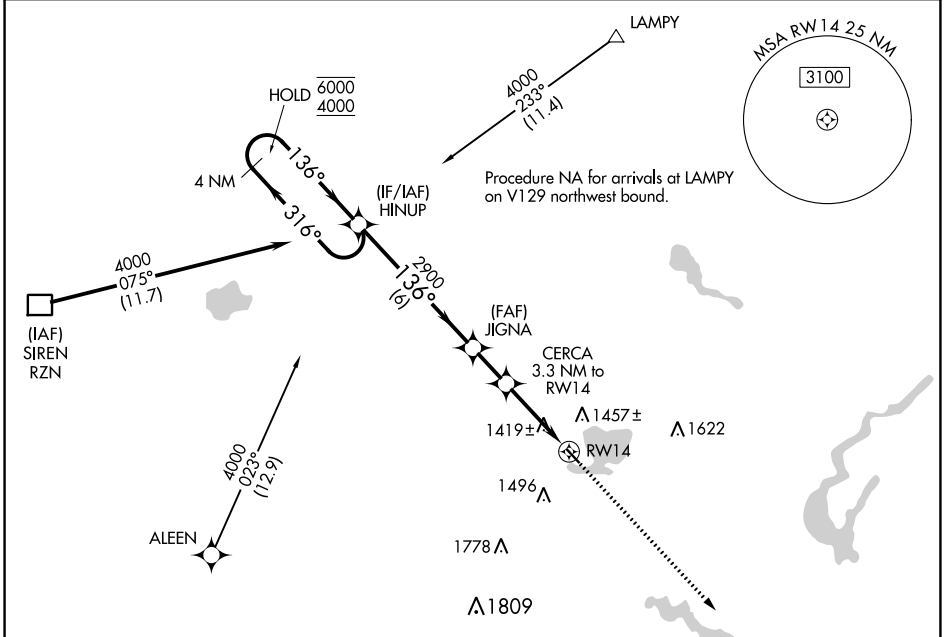 LAMPY
MSA RW14 25 NM
3100
HOLD
6000
4000
4000
233°
(11.4)
136°
4 NM
(IF/IAF)
HINUP
Procedure NA for arrivals at LAMPY
on V129 northwest bound.
316°
4000
075°
(11.7)
2900
136°
(6)
(IAF)
SIREN
RZN
(FAF)
JIGNA
CERCA
3.3 NM to
RW14
1419±
1457±
1622
RW14
4000
023°
(12.9)
1496
ALEEN
1778
1809